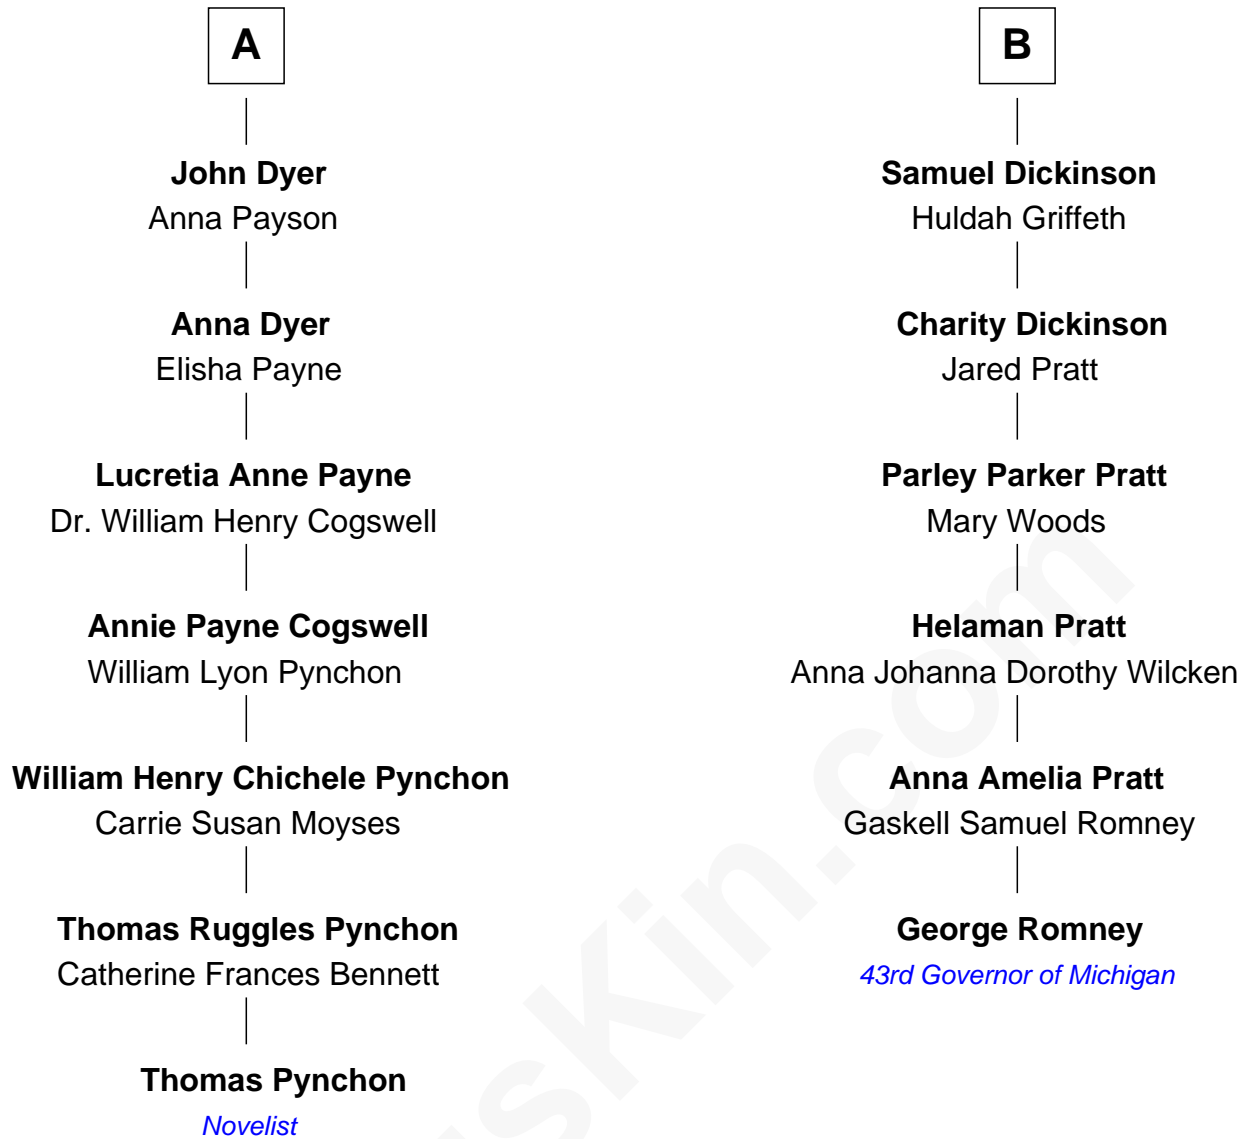 A
John Dyer
Anna Payson
Anna Dyer
Elisha Payne
Lucretia Anne Payne
Dr. William Henry Cogswell
Annie Payne Cogswell
William Lyon Pynchon
William Henry Chichele Pynchon
Carrie Susan Moyses
Thomas Ruggles Pynchon
Catherine Frances Bennett
Thomas Pynchon
Novelist
B
Samuel Dickinson
Huldah Griffeth
Charity Dickinson
Jared Pratt
Parley Parker Pratt
Mary Woods
Helaman Pratt
Anna Johanna Dorothy Wilcken
Anna Amelia Pratt
Gaskell Samuel Romney
George Romney
43rd Governor of Michigan
sKin.com